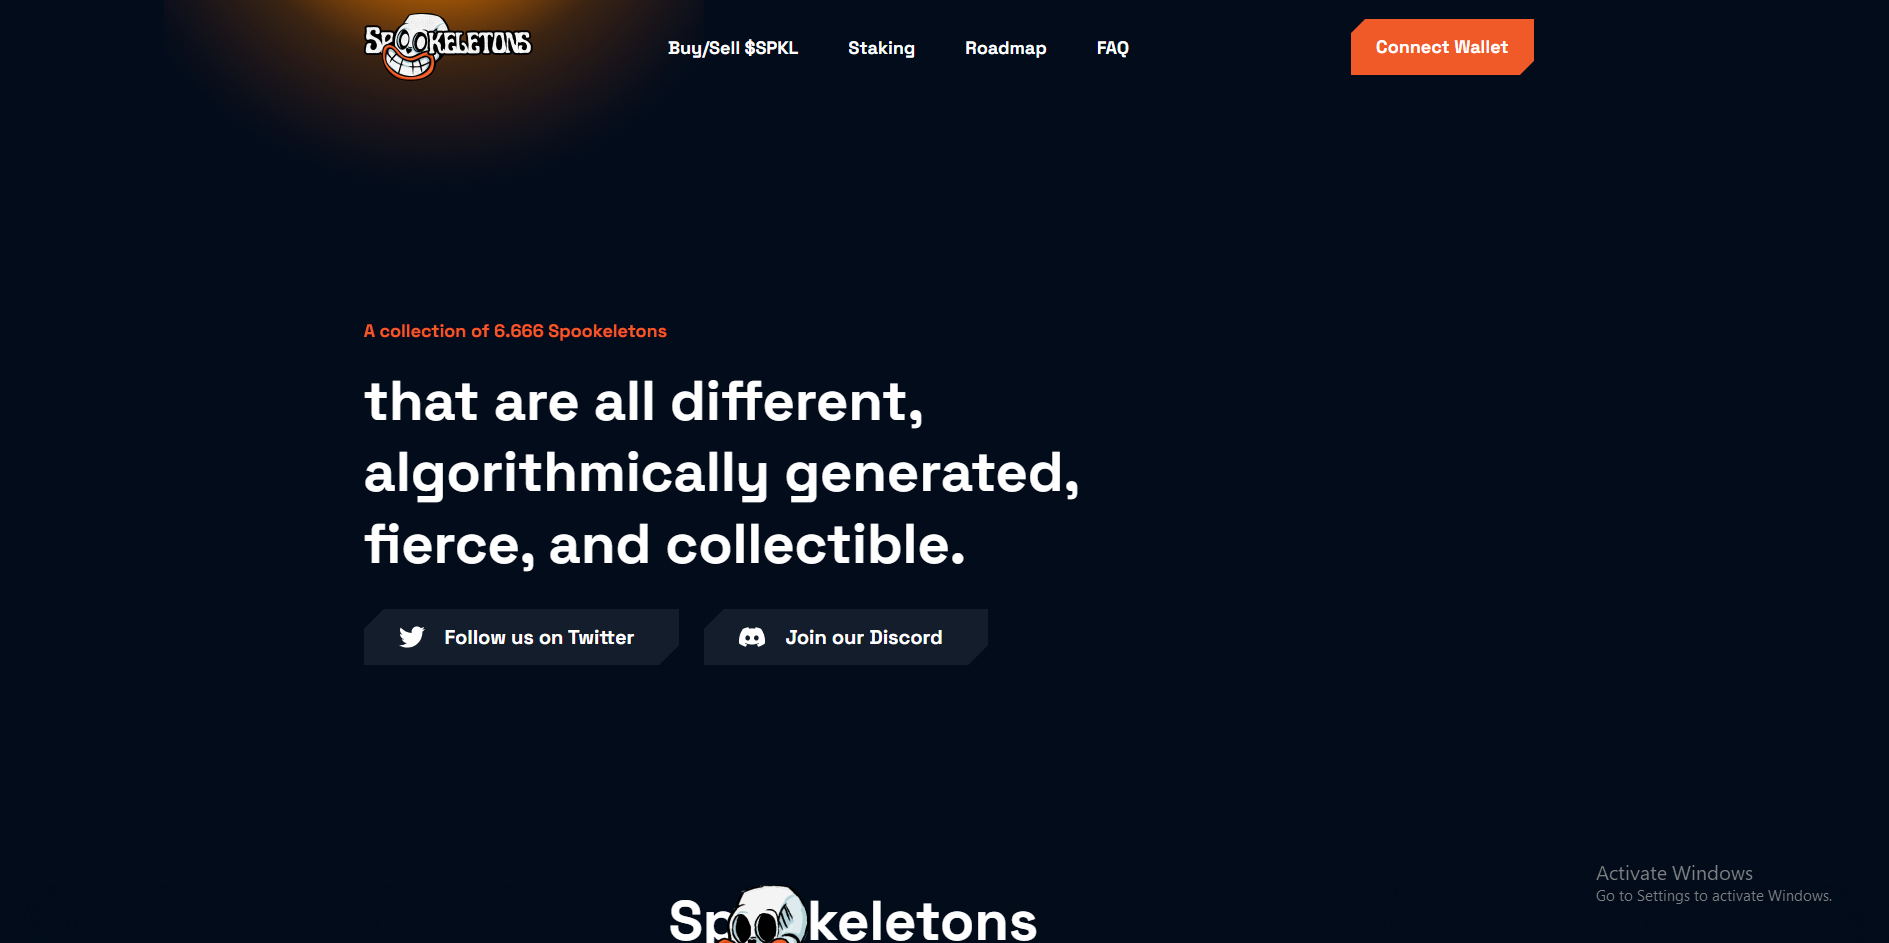 SPOOKELETONS
Buy/Sell $SPKL
Staking
Roadmap
FAQ
Connect Wallet
A collection of 6.666 Spookeletons
that are all different,
algorithmically generated,
fierce, and collectible.
Follow us on Twitter
Join our Discord
Activate Windows
Go to Settings to activate Windows.
Spookeletons